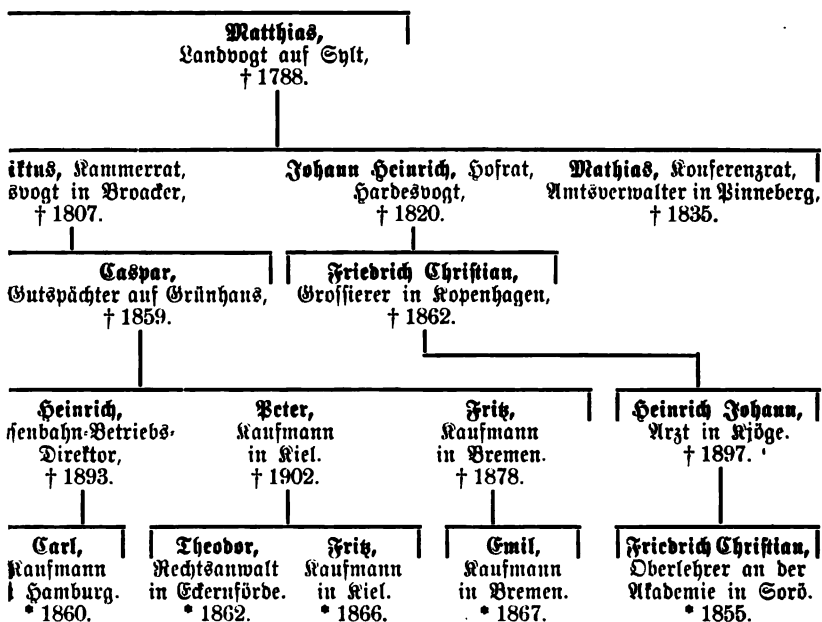 Matthias,
Landvogt auf Sylt,
† 1788.
iktus, Kammerrat,
svogt in Broacker,
† 1807.
Johann Heinrich, Hofrat,
Hardesvogt,
† 1820.
Mathias, Konferenzrat,
Amtsverwalter in Pinneberg,
† 1835.
Caspar,
Gutspächter auf Grünhaus,
† 1859.
Friedrich Christian,
Grossierer in Kopenhagen,
† 1862.
Heinrich,
senbahn-Betriebs-
Direktor,
† 1893.
Peter,
Kaufmann
in Kiel.
† 1902.
Fritz,
Kaufmann
in Bremen.
† 1878.
Heinrich Johann,
Arzt in Kjöge.
† 1897.
Carl,
Kaufmann
Hamburg.
* 1860.
Theodor,
Rechtsanwalt
in Eckernförde.
* 1862.
Fritz,
Kaufmann
in Kiel.
* 1866.
Emil,
Kaufmann
in Bremen.
* 1867.
Friedrich Christian,
Oberlehrer an der
Akademie in Sorö.
* 1855.